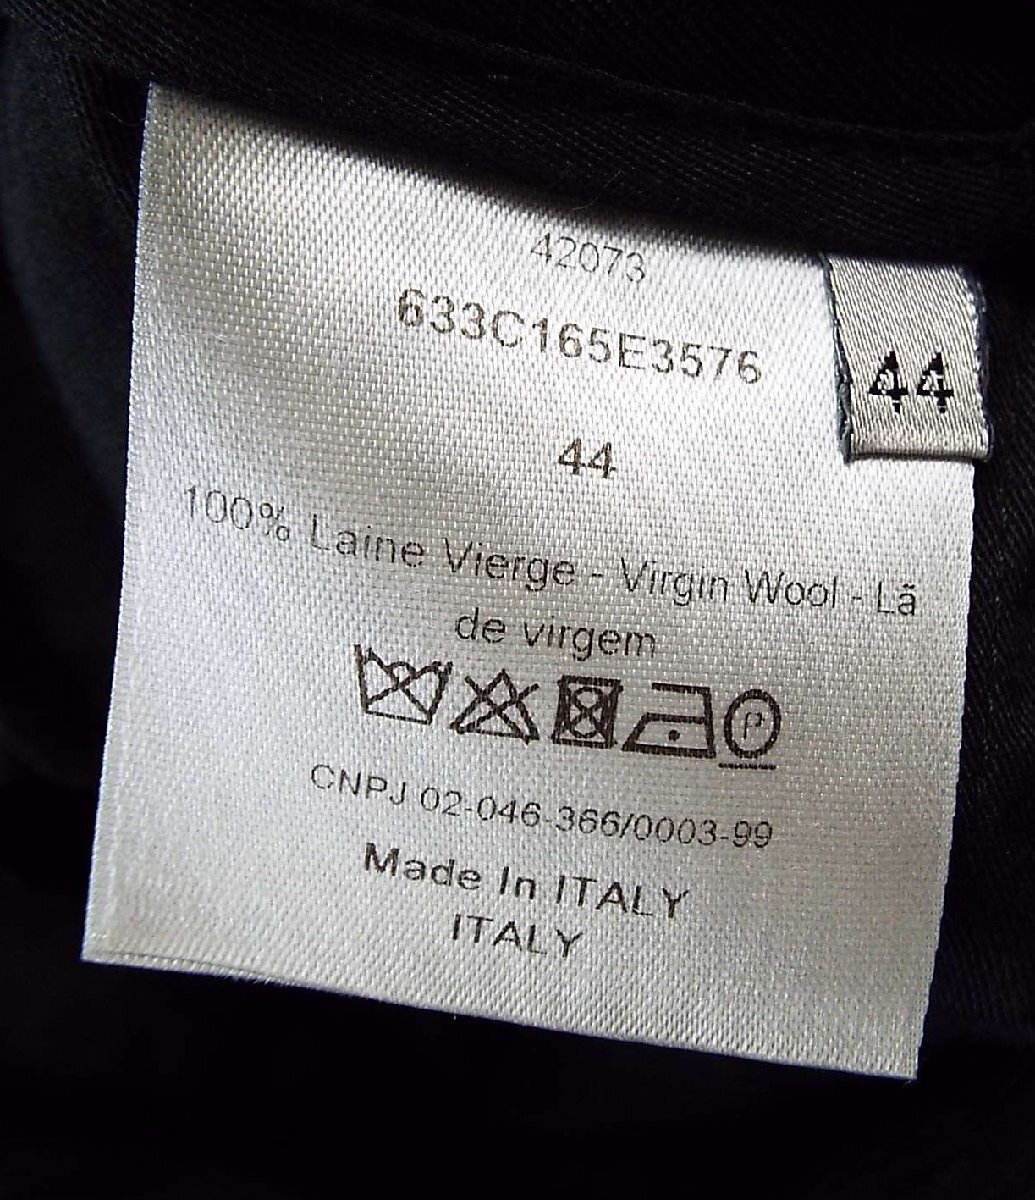 42073
633C165E3576
44
44
100% Laine Vierge - Virgin Wool - Lã
de virgem
P
CNPJ 02-046-366/0003-99
Made In ITALY
ITALY